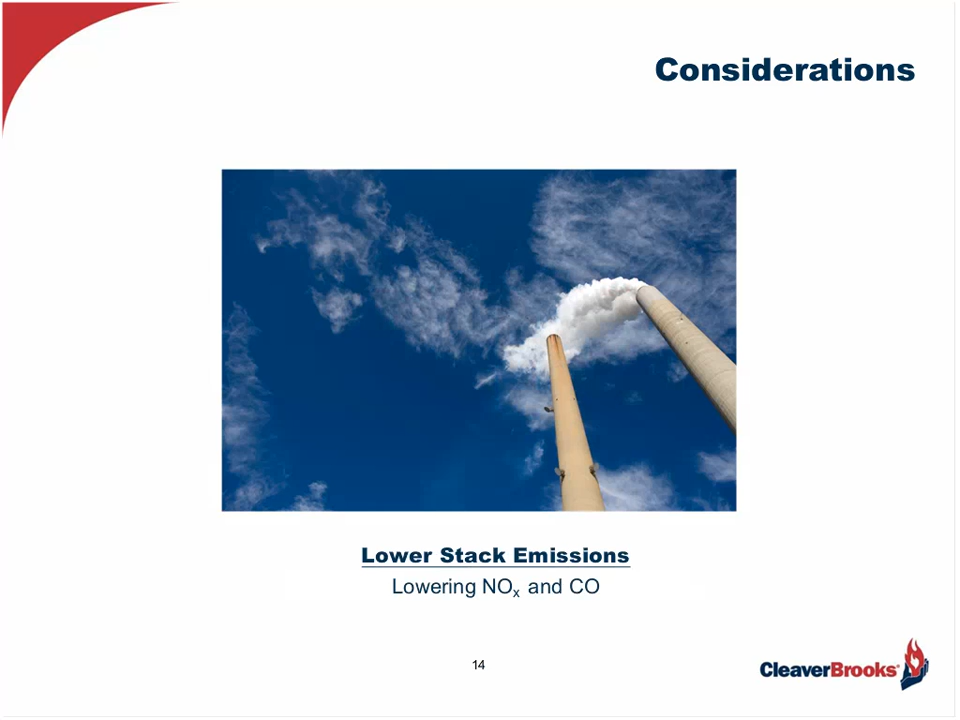 Considerations
Lower Stack Emissions
Lowering NOₓ and CO
14
CleaverBrooks®